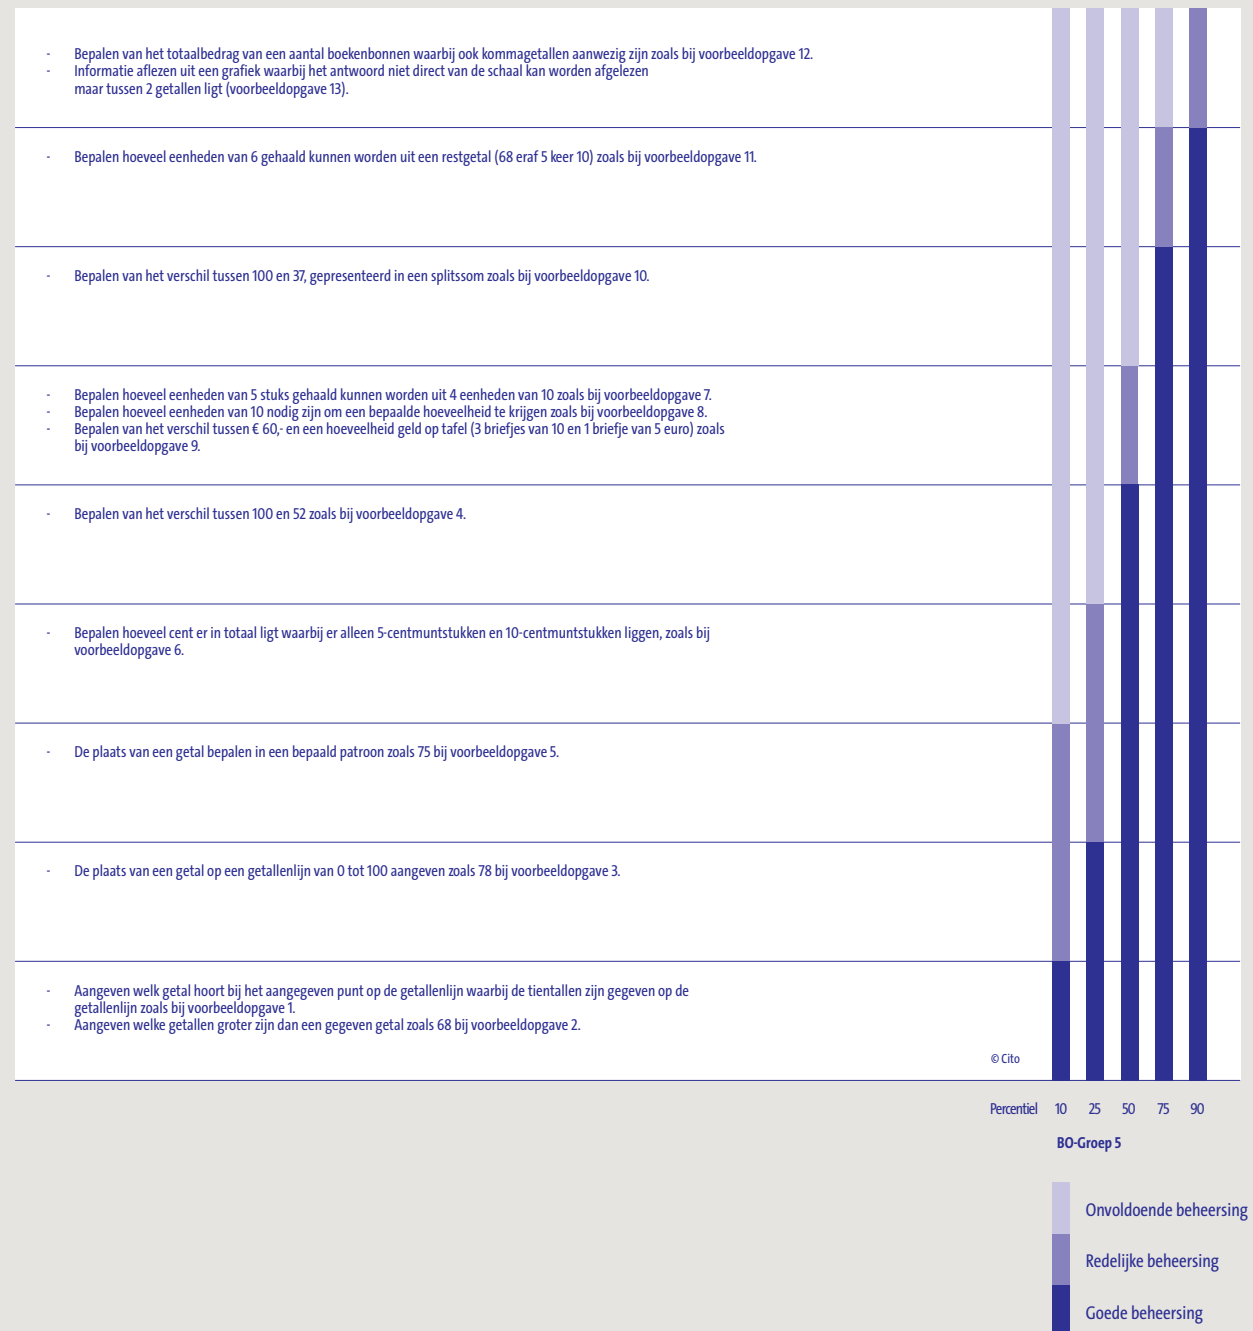 - Bepalen van het totaalbedrag van een aantal boekenbonnen waarbij ook kommagetallen aanwezig zijn zoals bij voorbeeldopgave 12.
- Informatie aflezen uit een grafiek waarbij het antwoord niet direct van de schaal kan worden afgelezen
maar tussen 2 getallen ligt (voorbeeldopgave 13).
- Bepalen hoeveel eenheden van 6 gehaald kunnen worden uit een restgetal (68 eraf 5 keer 10) zoals bij voorbeeldopgave 11.
- Bepalen van het verschil tussen 100 en 37, gepresenteerd in een splitssom zoals bij voorbeeldopgave 10.
- Bepalen hoeveel eenheden van 5 stuks gehaald kunnen worden uit 4 eenheden van 10 zoals bij voorbeeldopgave 7.
- Bepalen hoeveel eenheden van 10 nodig zijn om een bepaalde hoeveelheid te krijgen zoals bij voorbeeldopgave 8.
- Bepalen van het verschil tussen € 60,- en een hoeveelheid geld op tafel (3 briefjes van 10 en 1 briefje van 5 euro) zoals
bij voorbeeldopgave 9.
- Bepalen van het verschil tussen 100 en 52 zoals bij voorbeeldopgave 4.
- Bepalen hoeveel cent er in totaal ligt waarbij er alleen 5-centmuntstukken en 10-centmuntstukken liggen, zoals bij
voorbeeldopgave 6.
- De plaats van een getal bepalen in een bepaald patroon zoals 75 bij voorbeeldopgave 5.
- De plaats van een getal op een getallenlijn van 0 tot 100 aangeven zoals 78 bij voorbeeldopgave 3.
- Aangeven welk getal hoort bij het aangegeven punt op de getallenlijn waarbij de tientallen zijn gegeven op de
getallenlijn zoals bij voorbeeldopgave 1.
- Aangeven welke getallen groter zijn dan een gegeven getal zoals 68 bij voorbeeldopgave 2.
© Cito
Percentiel 10 25 50 75 90
BO-Groep 5
Onvoldoende beheersing
Redelijke beheersing
Goede beheersing